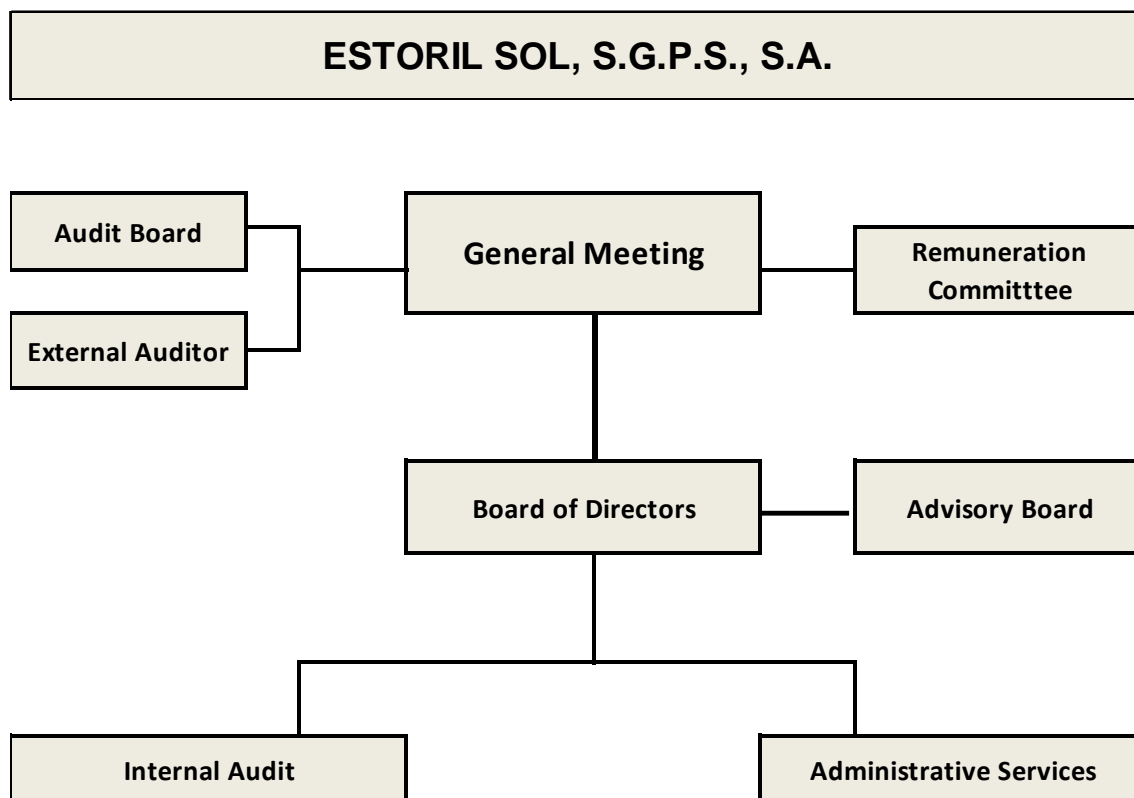 ESTORIL SOL, S.G.P.S., S.A.
Audit Board
General Meeting
Remuneration
Committtee
External Auditor
Board of Directors
Advisory Board
Internal Audit
Administrative Services